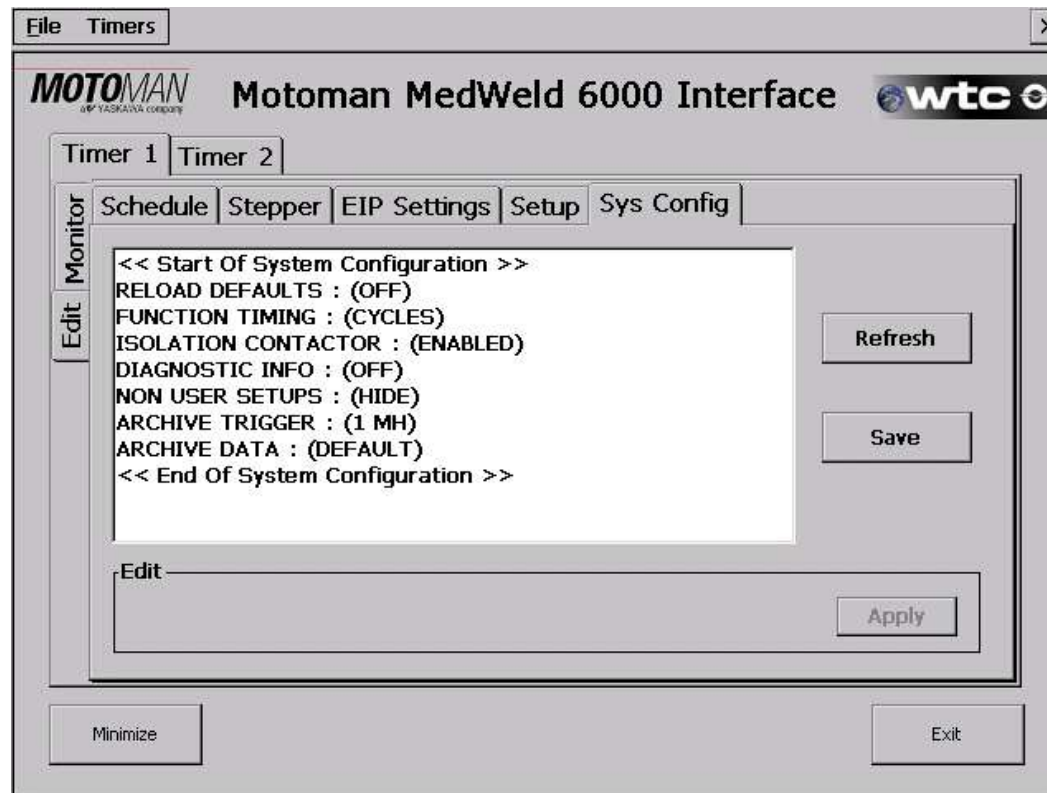 File Timers
MOTOMAN
a YASKAWA company
Motoman MedWeld 6000 Interface
wtc
Timer 1 Timer 2
Monitor
Edit
Schedule Stepper EIP Settings Setup Sys Config
<< Start Of System Configuration >>
RELOAD DEFAULTS : (OFF)
FUNCTION TIMING : (CYCLES)
ISOLATION CONTACTOR : (ENABLED)
DIAGNOSTIC INFO : (OFF)
NON USER SETUPS : (HIDE)
ARCHIVE TRIGGER : (1 MH)
ARCHIVE DATA : (DEFAULT)
<< End Of System Configuration >>
Refresh
Save
Edit
Apply
Minimize
Exit